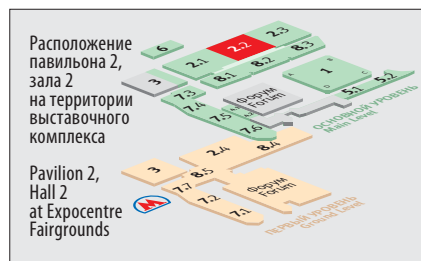 Расположение
павильона 2,
зала 2
на территории
выставочного
комплекса
Pavilion 2,
Hall 2
at Expocentre
Fairgrounds
6
2.1
2.2
2.3
3
8.1
8.2
8.3
1
A
B
C
D
7.3
7.4
7.5
7.6
Форум
Forum
5.1
5.2
ОСНОВНОЙ УРОВЕНЬ
Main Level
3
2.4
8.4
8.5
7.7
7.2
7.1
Форум
Forum
ПЕРВЫЙ УРОВЕНЬ
Ground Level
М